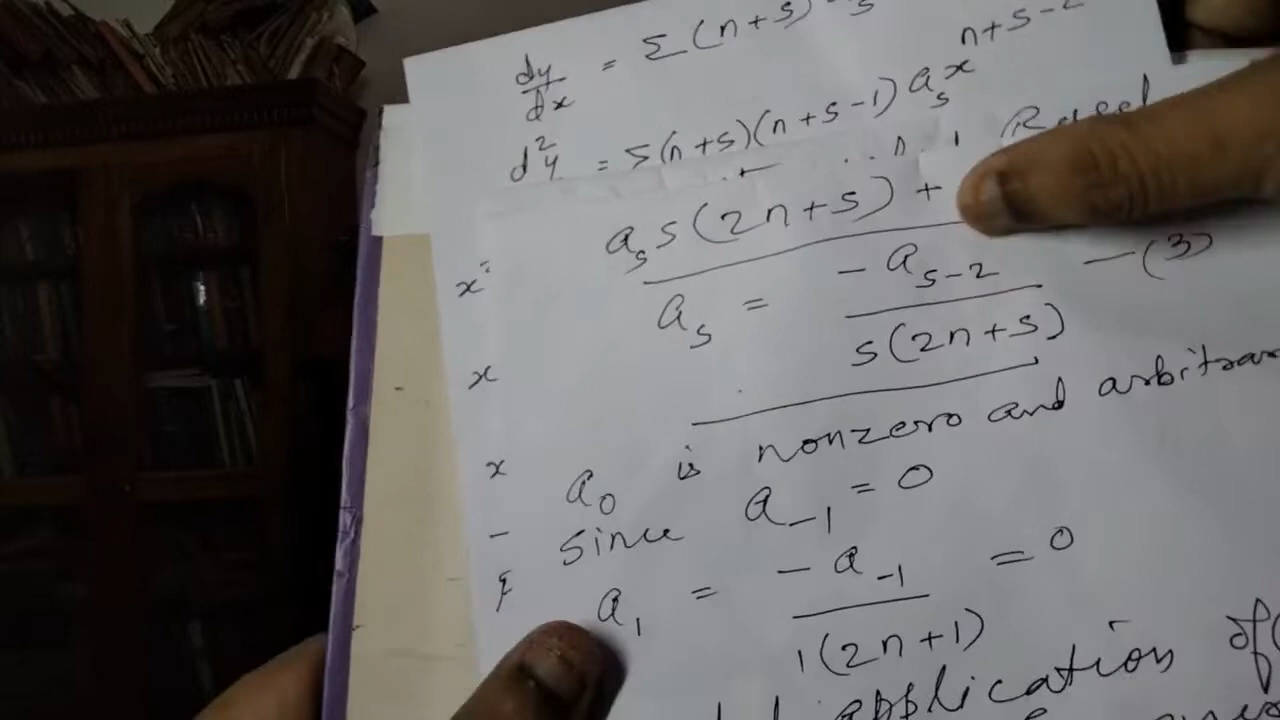 dy/dx = Σ(n+s)
d²y = Σ(n+s)(n+s-1) a_s x^(n+s-2)
a_s s(2n+s) +
x² a_s = -a_{s-2} / s(2n+s) —(3)
x
x a_0 is nonzero and
- Since a_{-1} = 0
a_1 = -a_{-1} / 1(2n+1) = 0
application of